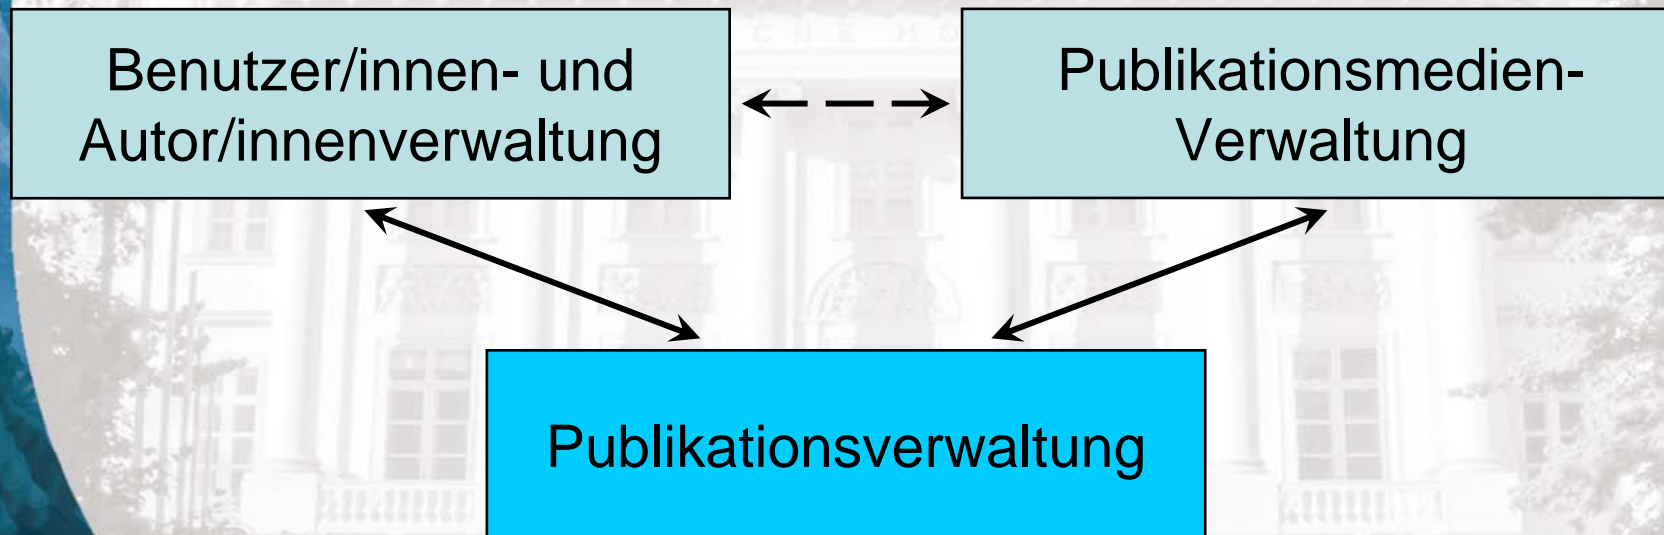 Benutzer/innen- und
Autor/innenverwaltung
Publikationsmedien-
Verwaltung
Publikationsverwaltung